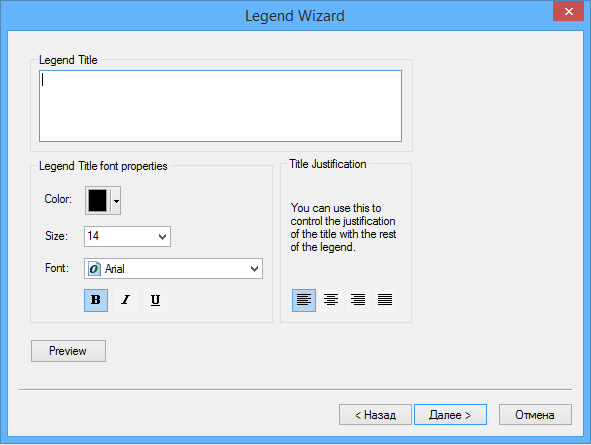 Legend Wizard
Legend Title
Legend Title font properties
Color:
Size: 14
Font: Arial
B I U
Title Justification
You can use this to
control the justification
of the title with the rest
of the legend.
Preview
< Назад Далее > Отмена